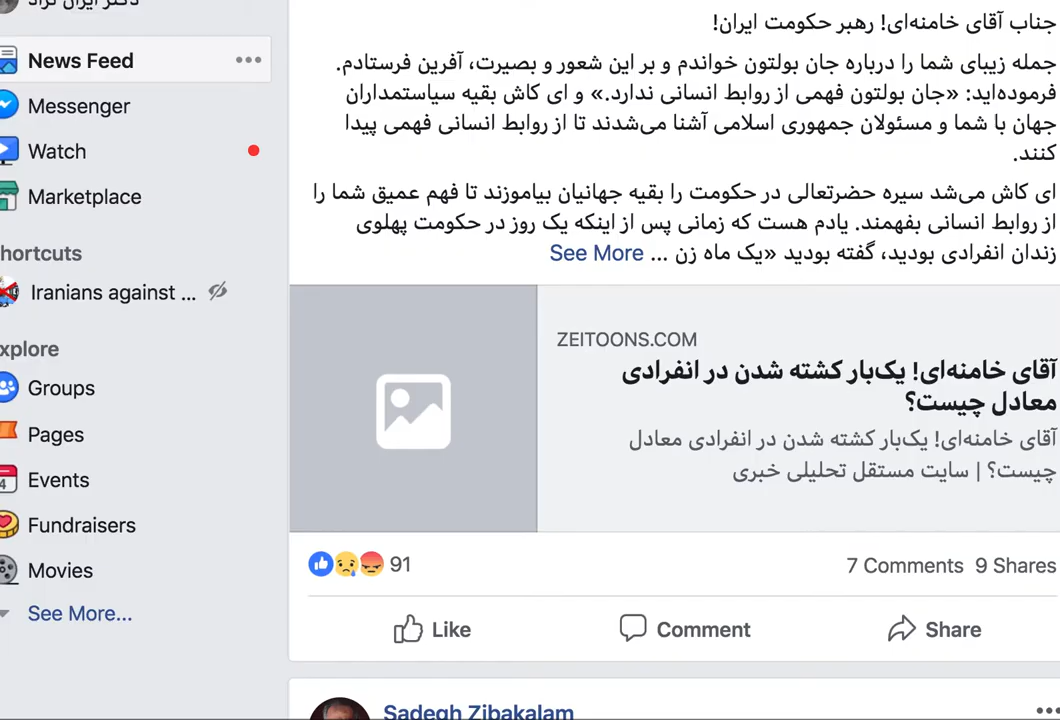 دکتر ایران نژاد
News Feed
Messenger
Watch
Marketplace
hortcuts
Iranians against ...
xplore
Groups
Pages
Events
Fundraisers
Movies
See More...
جناب آقای خامنه‌ای! رهبر حکومت ایران!
جمله زیبای شما را درباره جان بولتون خواندم و بر این شعور و بصیرت، آفرین فرستادم.
فرموده‌اید: «جان بولتون فهمی از روابط انسانی ندارد.» و ای کاش بقیه سیاستمداران
جهان با شما و مسئولان جمهوری اسلامی آشنا می‌شدند تا از روابط انسانی فهمی پیدا
کنند.
ای کاش می‌شد سیره حضرتعالی در حکومت را بقیه جهانیان بیاموزند تا فهم عمیق شما را
از روابط انسانی بفهمند. یادم هست که زمانی پس از اینکه یک روز در حکومت پهلوی
زندان انفرادی بودید، گفته بودید «یک ماه زن ... See More
ZEITOONS.COM
آقای خامنه‌ای! یک‌بار کشته شدن در انفرادی
معادل چیست؟
آقای خامنه‌ای! یک‌بار کشته شدن در انفرادی معادل
چیست؟ | سایت مستقل تحلیلی خبری
91
7 Comments 9 Shares
Like Comment Share
Sadegh Zibakalam